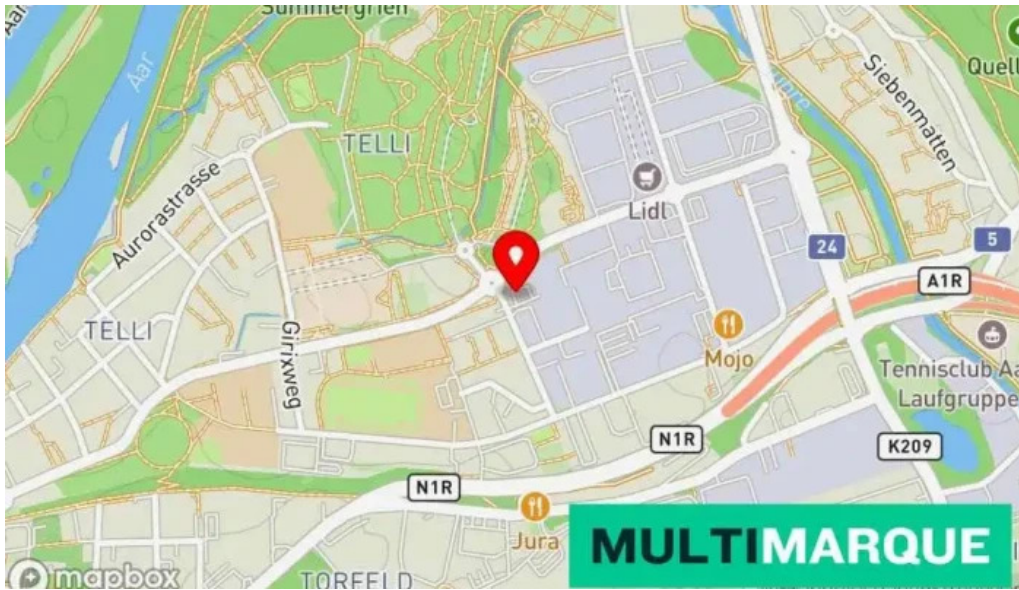 Summergrien
Aar
Quell
Siebenmatten
TELLI
Aurorastrasse
Lidl
24
5
A1R
TELLI
Girixweg
Mojo
Tennisclub Aa
Laufgruppe
N1R
K209
N1R
Jura
MULTIMARQUE
mapbox
TORFELD